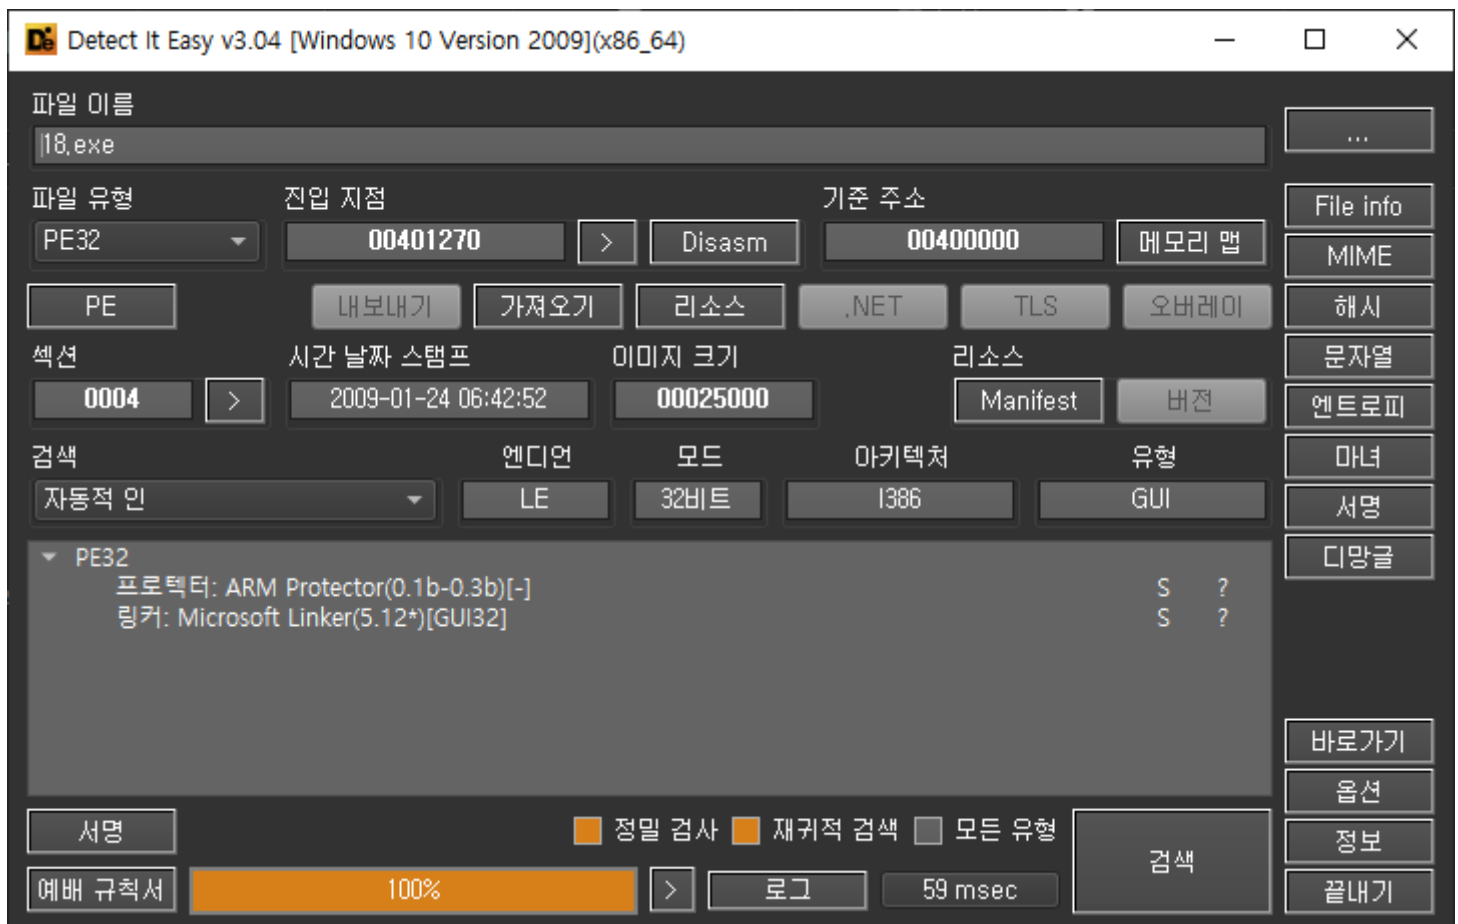 Detect It Easy v3.04 [Windows 10 Version 2009](x86_64)
파일 이름
18.exe
...
파일 유형 진입 지점 기준 주소
PE32 00401270 > Disasm 00400000 메모리 맵
File info
MIME
PE 내보내기 가져오기 리소스 .NET TLS 오버레이
해시
섹션 시간 날짜 스탬프 이미지 크기 리소스
문자열
0004 > 2009-01-24 06:42:52 00025000 Manifest 버전
엔트로피
검색 엔디언 모드 아키텍처 유형
마녀
자동적 인 LE 32비트 I386 GUI
서명
PE32
디망글
프로텍터: ARM Protector(0.1b-0.3b)[-] S ?
링커: Microsoft Linker(5.12*)[GUI32] S ?
바로가기
옵션
서명 정밀 검사 재귀적 검색 모든 유형
정보
검색
예배 규칙서 100% > 로그 59 msec
끝내기